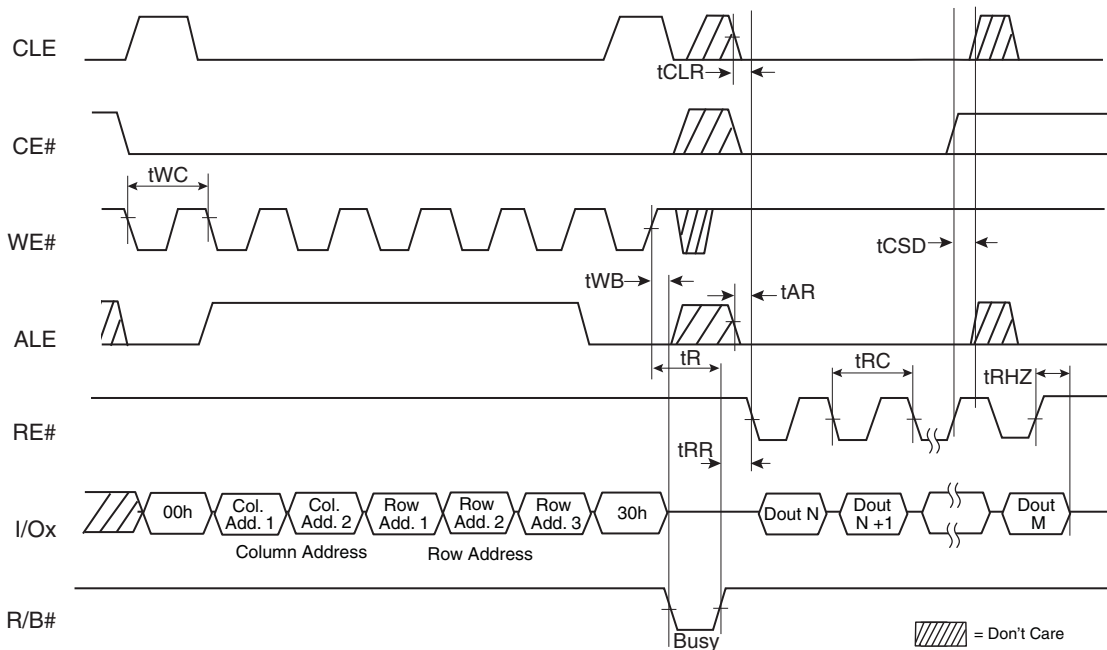 CLE
tCLR
CE#
tWC
WE#
tCSD
tWB
tAR
ALE
tR
tRC
tRHZ
RE#
tRR
I/Ox
00h
Col.
Add. 1
Col.
Add. 2
Row
Add. 1
Row
Add. 2
Row
Add. 3
30h
Dout N
Dout
N +1
Dout
M
Column Address
Row Address
R/B#
Busy
= Don't Care